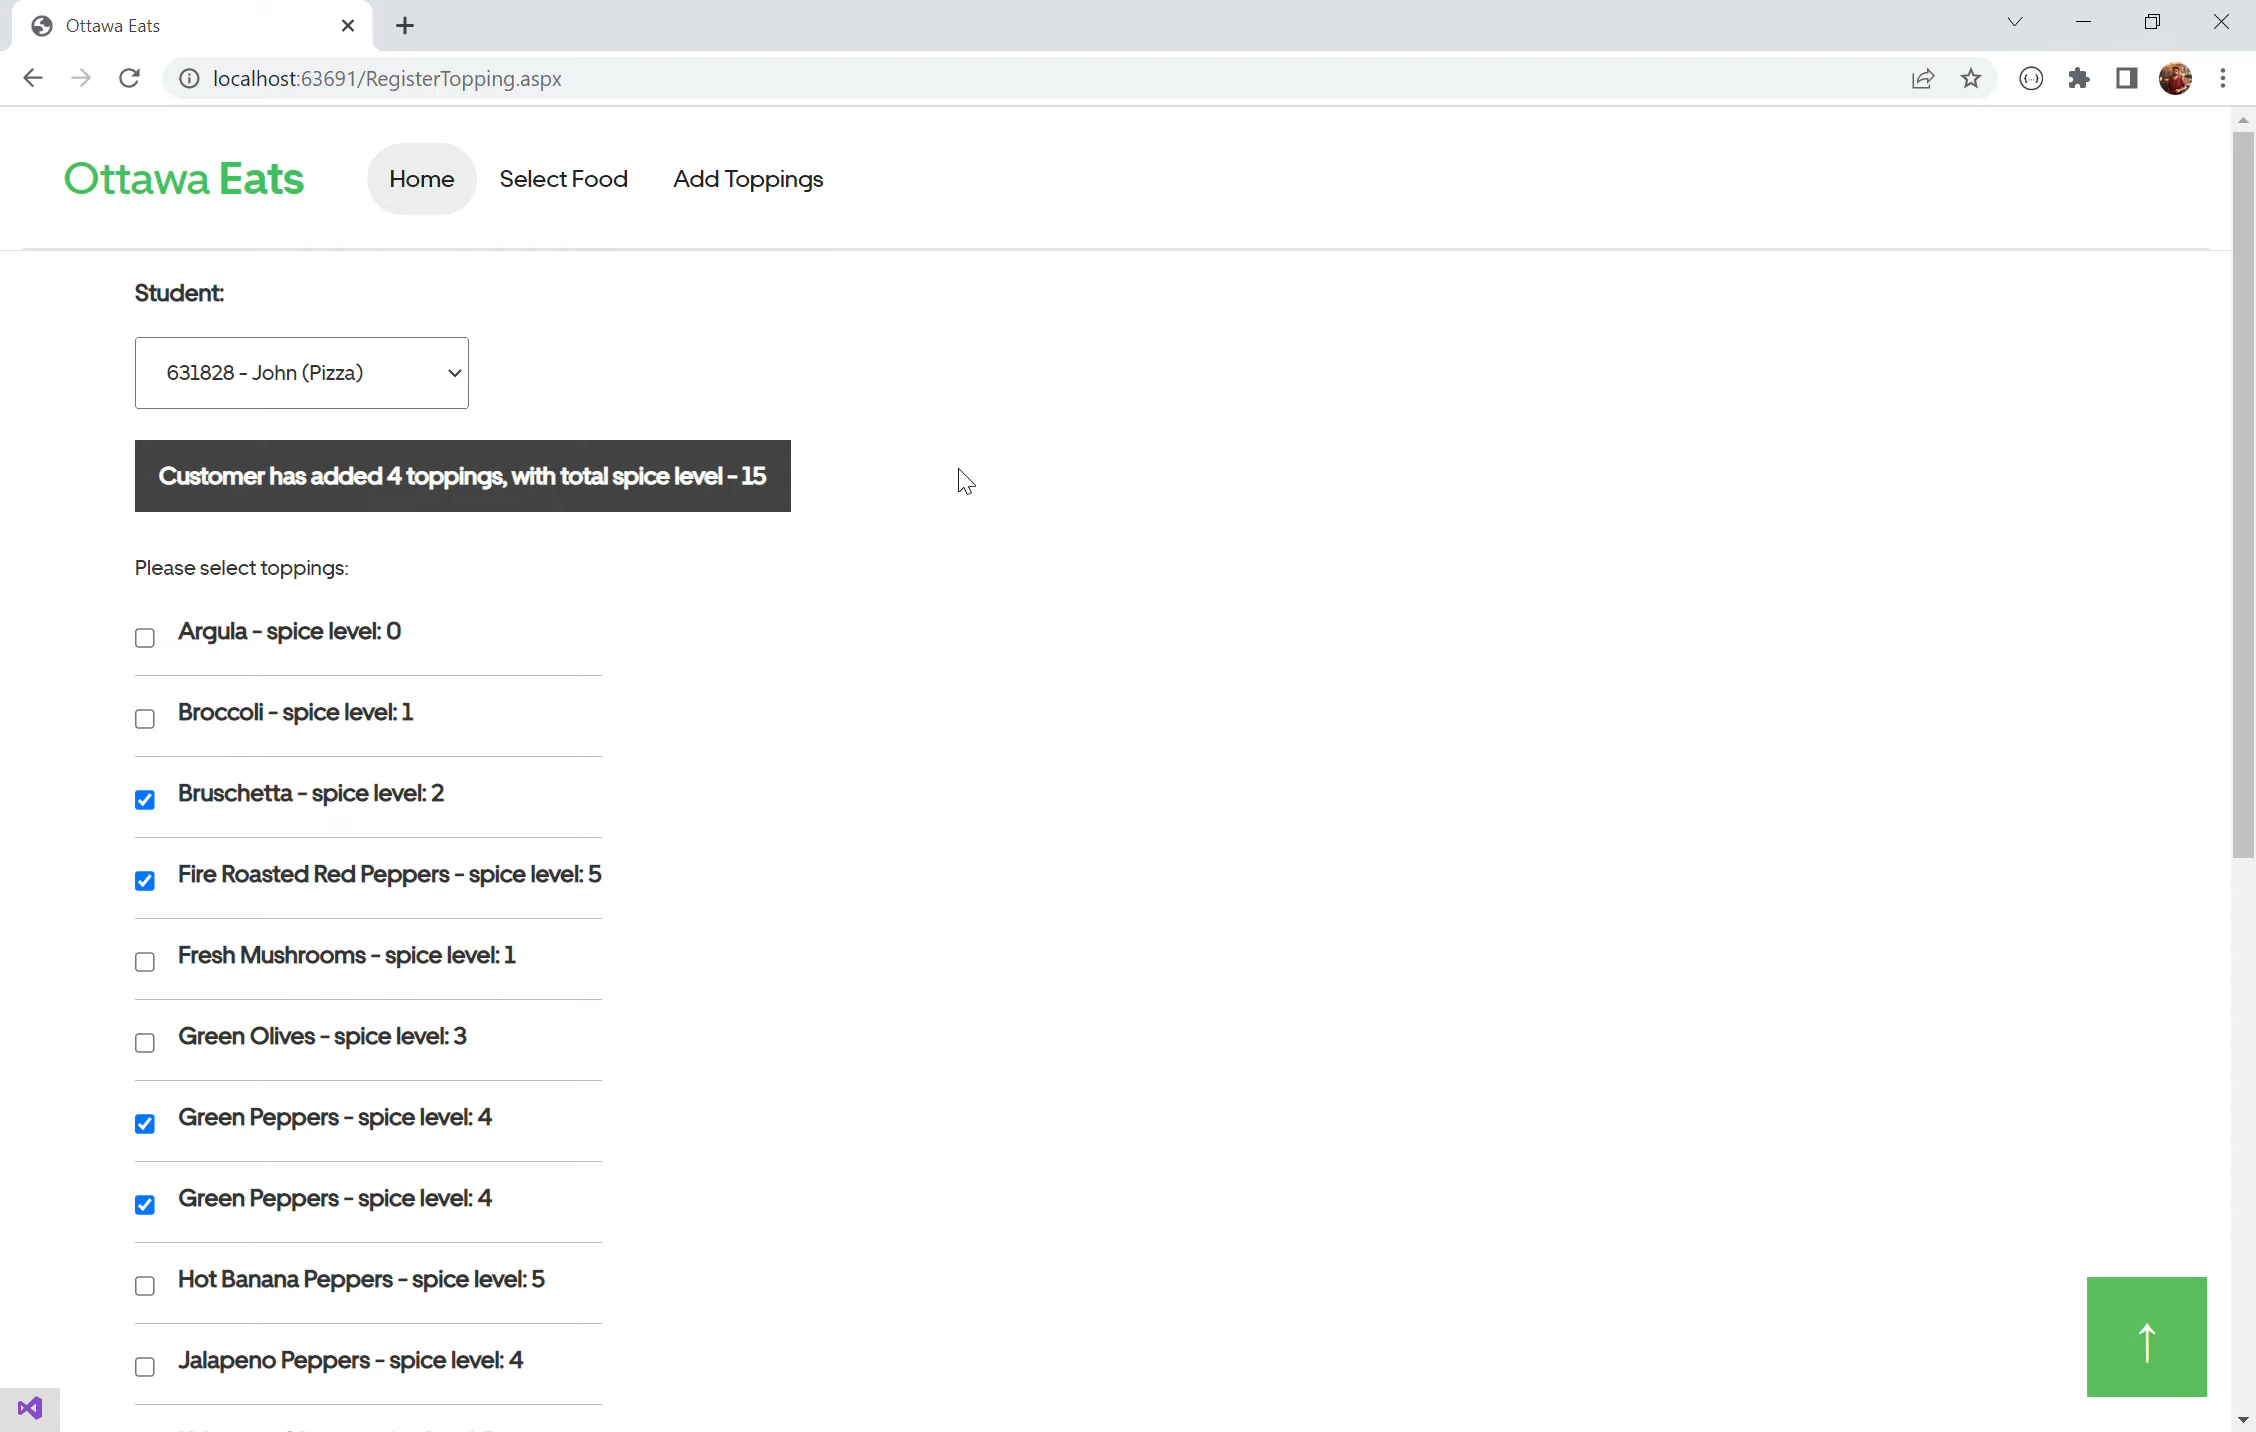 Ottawa Eats
localhost:63691/RegisterTopping.aspx
Ottawa Eats
Home
Select Food
Add Toppings
Student:
631828 - John (Pizza)
Customer has added 4 toppings, with total spice level - 15
Please select toppings:
Argula - spice level: 0
Broccoli - spice level: 1
Bruschetta - spice level: 2
Fire Roasted Red Peppers - spice level: 5
Fresh Mushrooms - spice level: 1
Green Olives - spice level: 3
Green Peppers - spice level: 4
Green Peppers - spice level: 4
Hot Banana Peppers - spice level: 5
Jalapeno Peppers - spice level: 4